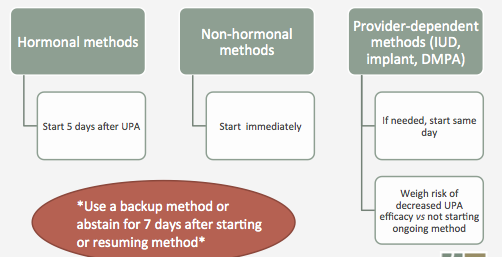 Hormonal methods
Start 5 days after UPA
Non-hormonal
methods
Start immediately
Provider-dependent
methods (IUD,
implant, DMPA)
If needed, start same
day
Weigh risk of
decreased UPA
efficacy vs not starting
ongoing method
*Use a backup method or
abstain for 7 days after starting
or resuming method*